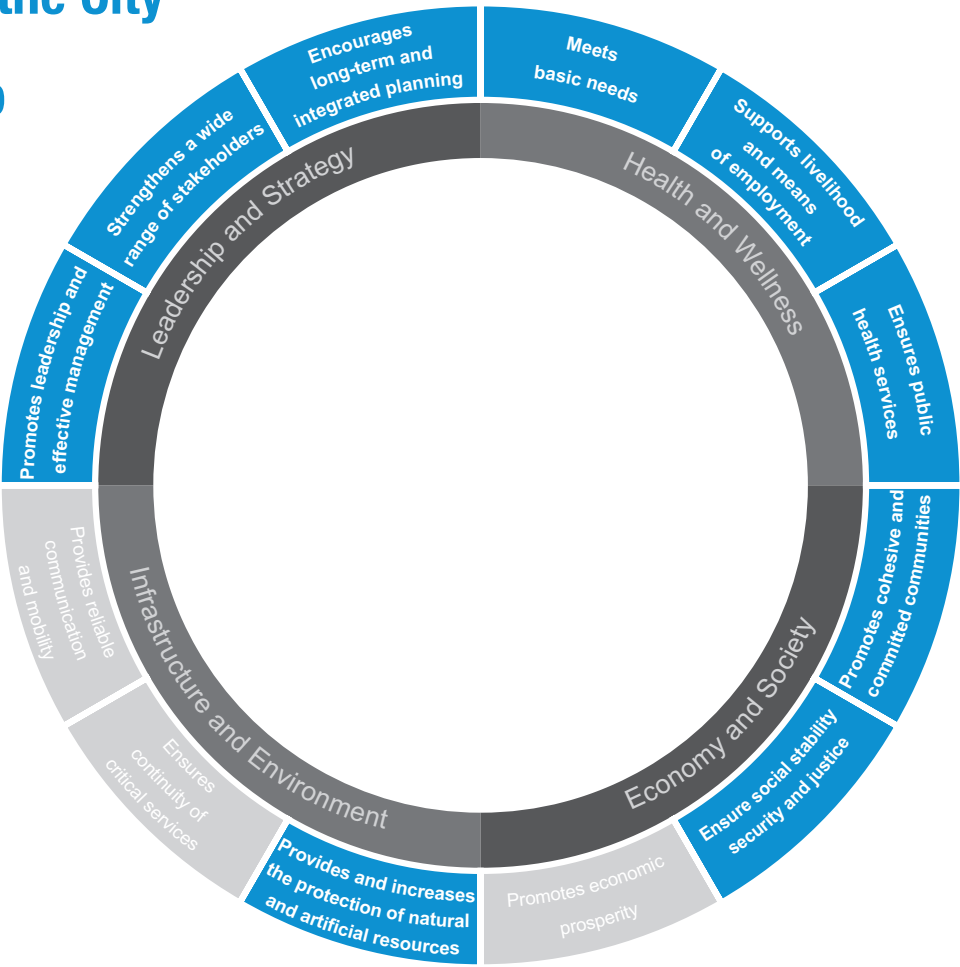 the City
Meets
basic needs
Supports livelihood
and means
of employment
Ensures public
health services
Promotes cohesive and
committed communities
Ensure social stability
security and justice
Promotes economic
prosperity
Provides and increases
the protection of natural
and artificial resources
Ensures
continuity of
critical services
Provides reliable
communication
and mobility
Promotes leadership and
effective management
Strengthens a wide
range of stakeholders
Encourages
long-term and
integrated planning
Health and Wellness
Economy and Society
Infrastructure and Environment
Leadership and Strategy